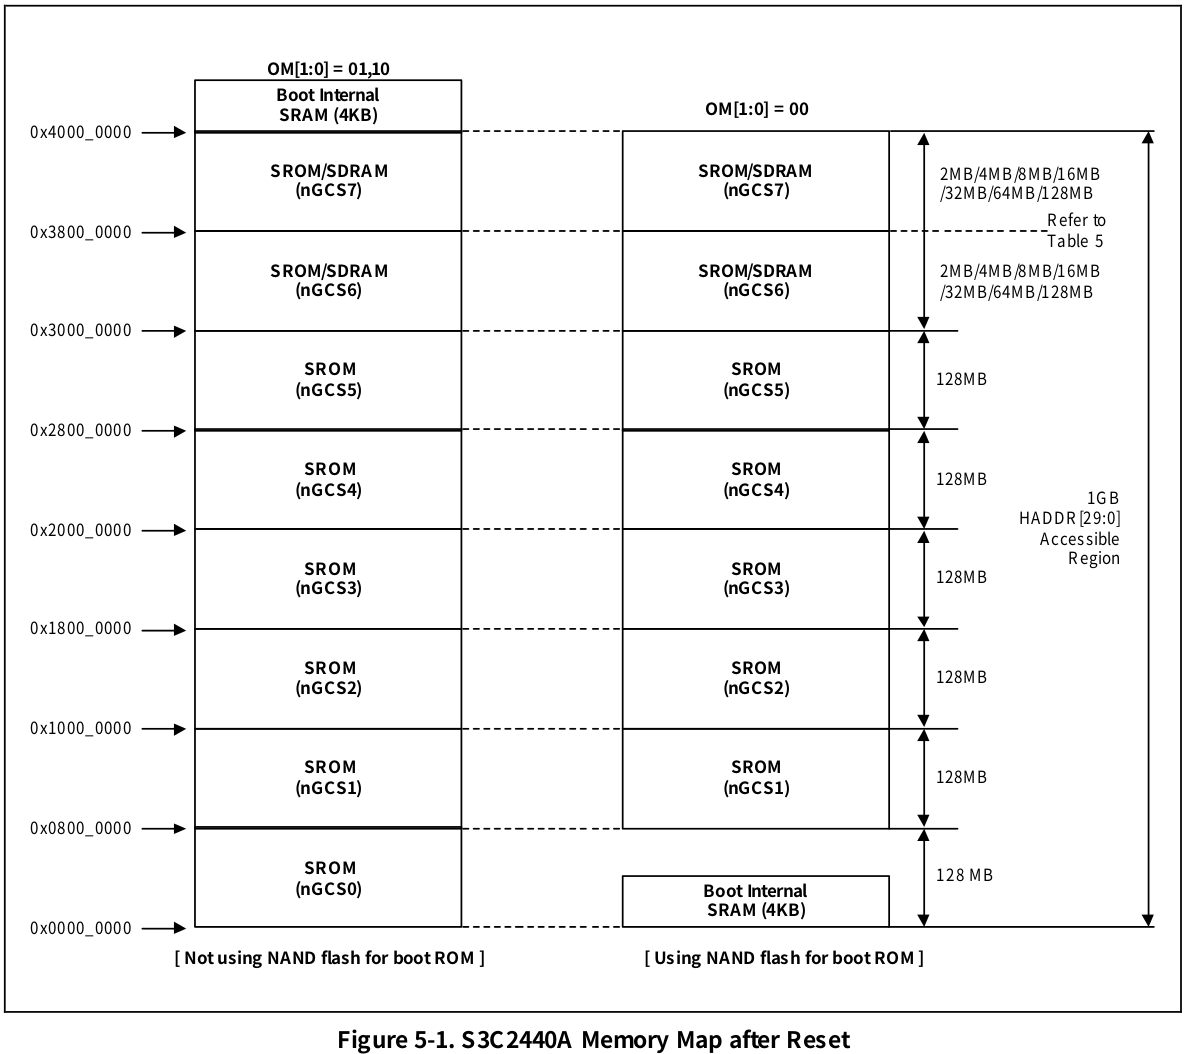 OM[1:0] = 01,10
Boot Internal
SRAM (4KB)
OM[1:0] = 00
0x4000_0000
SROM/SDRAM
(nGCS7)
SROM/SDRAM
(nGCS7)
2MB/4MB/8MB/16MB
/32MB/64MB/128MB
0x3800_0000
Refer to
Table 5
SROM/SDRAM
(nGCS6)
SROM/SDRAM
(nGCS6)
2MB/4MB/8MB/16MB
/32MB/64MB/128MB
0x3000_0000
SROM
(nGCS5)
SROM
(nGCS5)
128MB
0x2800_0000
SROM
(nGCS4)
SROM
(nGCS4)
128MB
1GB
HADDR[29:0]
Accessible
Region
0x2000_0000
SROM
(nGCS3)
SROM
(nGCS3)
128MB
0x1800_0000
SROM
(nGCS2)
SROM
(nGCS2)
128MB
0x1000_0000
SROM
(nGCS1)
SROM
(nGCS1)
128MB
0x0800_0000
SROM
(nGCS0)
Boot Internal
SRAM (4KB)
128 MB
0x0000_0000
[ Not using NAND flash for boot ROM ]
[ Using NAND flash for boot ROM ]
Figure 5-1. S3C2440A Memory Map after Reset